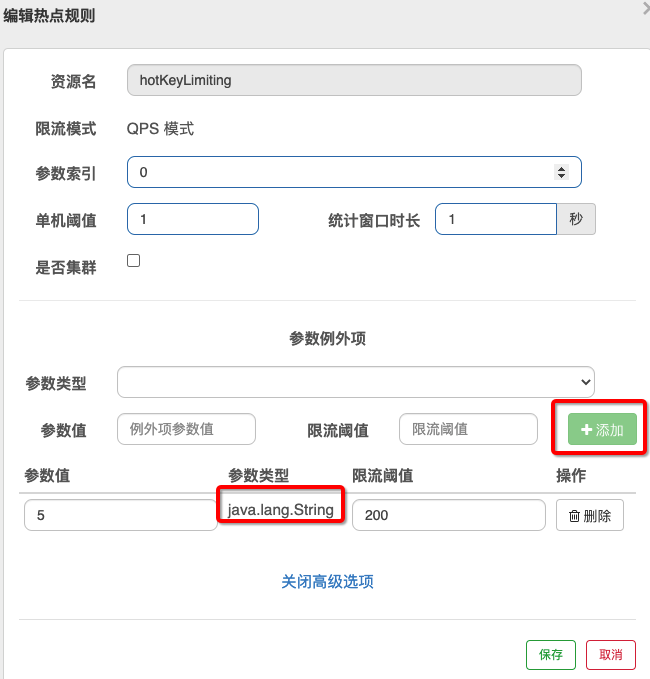 编辑热点规则
资源名 hotKeyLimiting
限流模式 QPS 模式
参数索引 0
单机阈值 1 统计窗口时长 1 秒
是否集群
参数例外项
参数类型
参数值 例外项参数值 限流阈值 限流阈值 添加
参数值 参数类型 限流阈值 操作
5 java.lang.String 200 删除
关闭高级选项
保存 取消